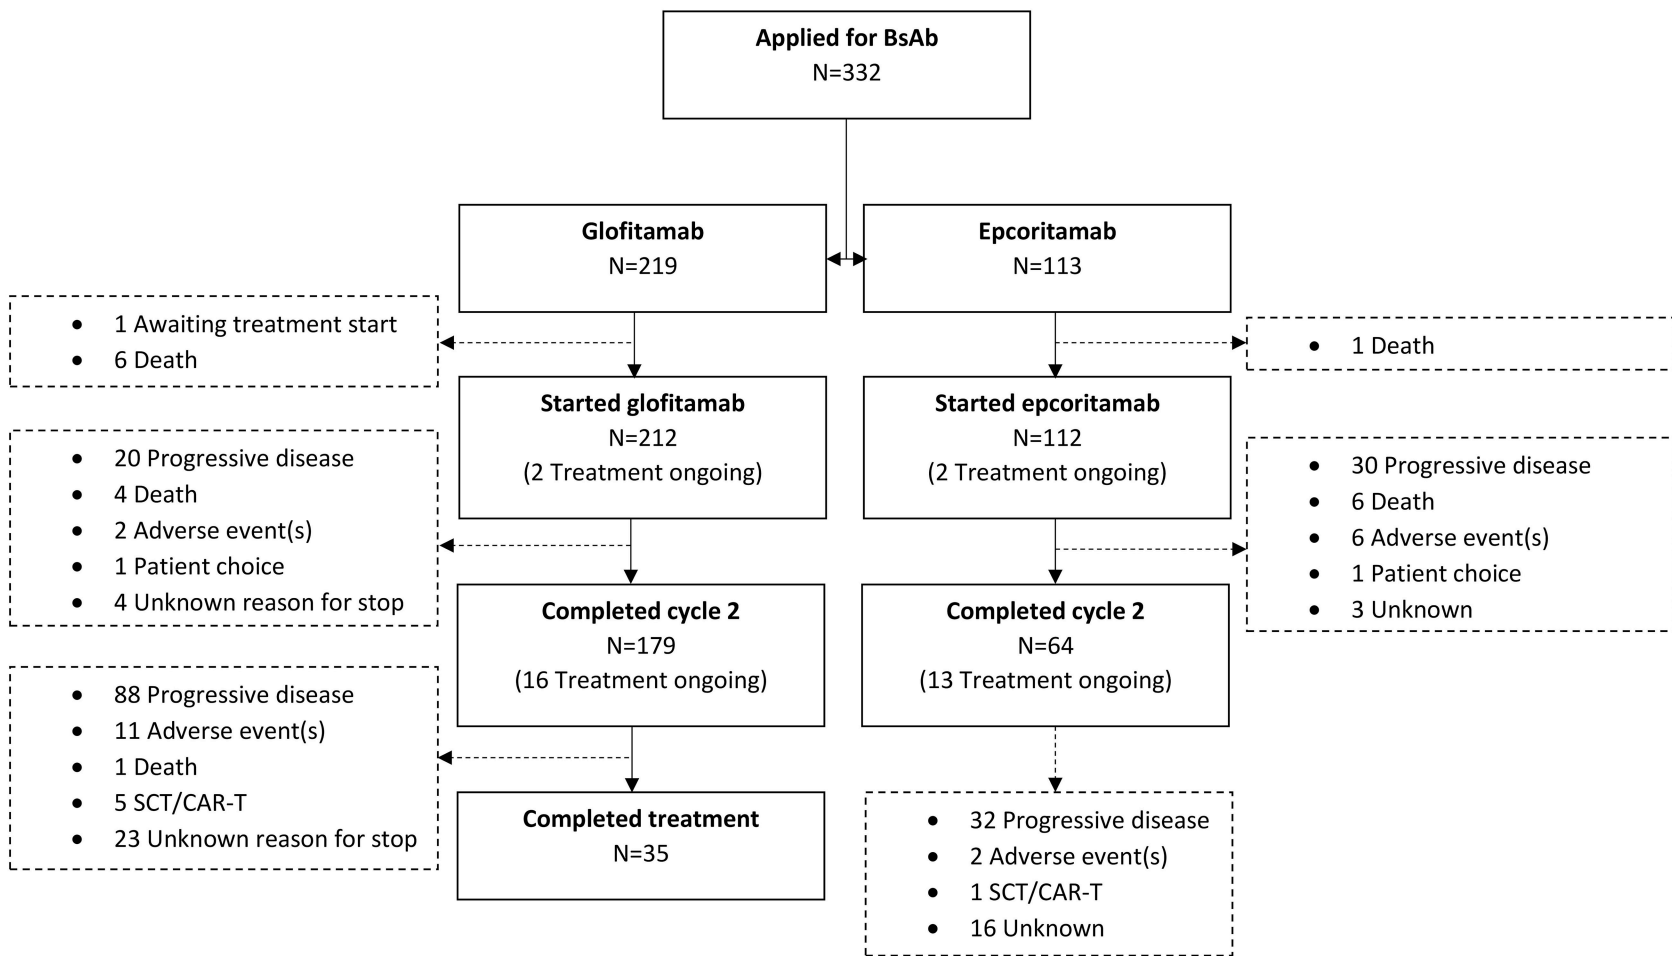 Applied for BsAb
N=332
Glofitamab
N=219
Epcoritamab
N=113
• 1 Awaiting treatment start
• 6 Death
• 1 Death
Started glofitamab
N=212
(2 Treatment ongoing)
Started epcoritamab
N=112
(2 Treatment ongoing)
• 20 Progressive disease
• 4 Death
• 2 Adverse event(s)
• 1 Patient choice
• 4 Unknown reason for stop
• 30 Progressive disease
• 6 Death
• 6 Adverse event(s)
• 1 Patient choice
• 3 Unknown
Completed cycle 2
N=179
(16 Treatment ongoing)
Completed cycle 2
N=64
(13 Treatment ongoing)
• 88 Progressive disease
• 11 Adverse event(s)
• 1 Death
• 5 SCT/CAR-T
• 23 Unknown reason for stop
Completed treatment
N=35
• 32 Progressive disease
• 2 Adverse event(s)
• 1 SCT/CAR-T
• 16 Unknown